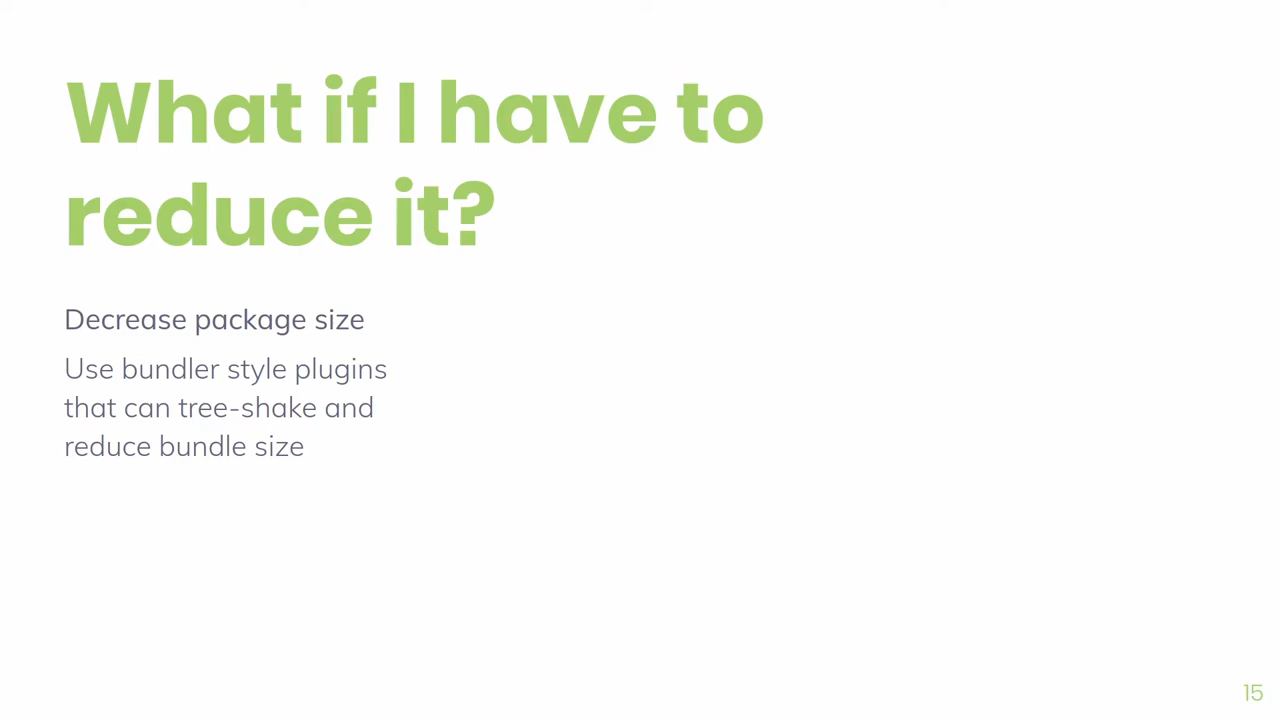 What if I have to
reduce it?
Decrease package size
Use bundler style plugins
that can tree-shake and
reduce bundle size
15